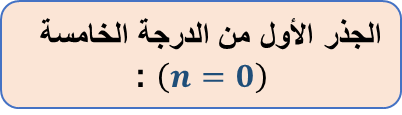 الجذر الأول من الدرجة الخامسة
(n = 0) :